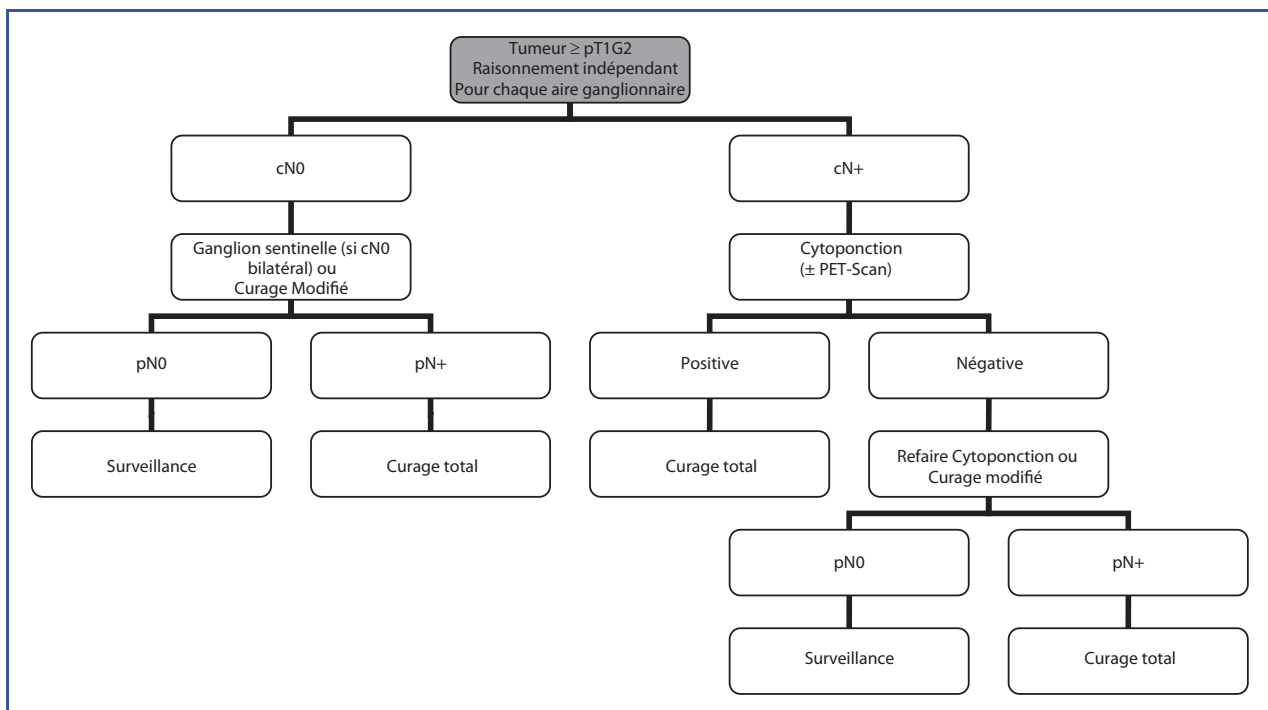 Tumeur ≥ pT1G2
Raisonnement indépendant
Pour chaque aire ganglionnaire
cN0
cN+
Ganglion sentinelle (si cN0
bilatéral) ou
Curage Modifié
Cytoponction
(± PET-Scan)
pN0
pN+
Positive
Négative
Surveillance
Curage total
Curage total
Refaire Cytoponction ou
Curage modifié
pN0
pN+
Surveillance
Curage total